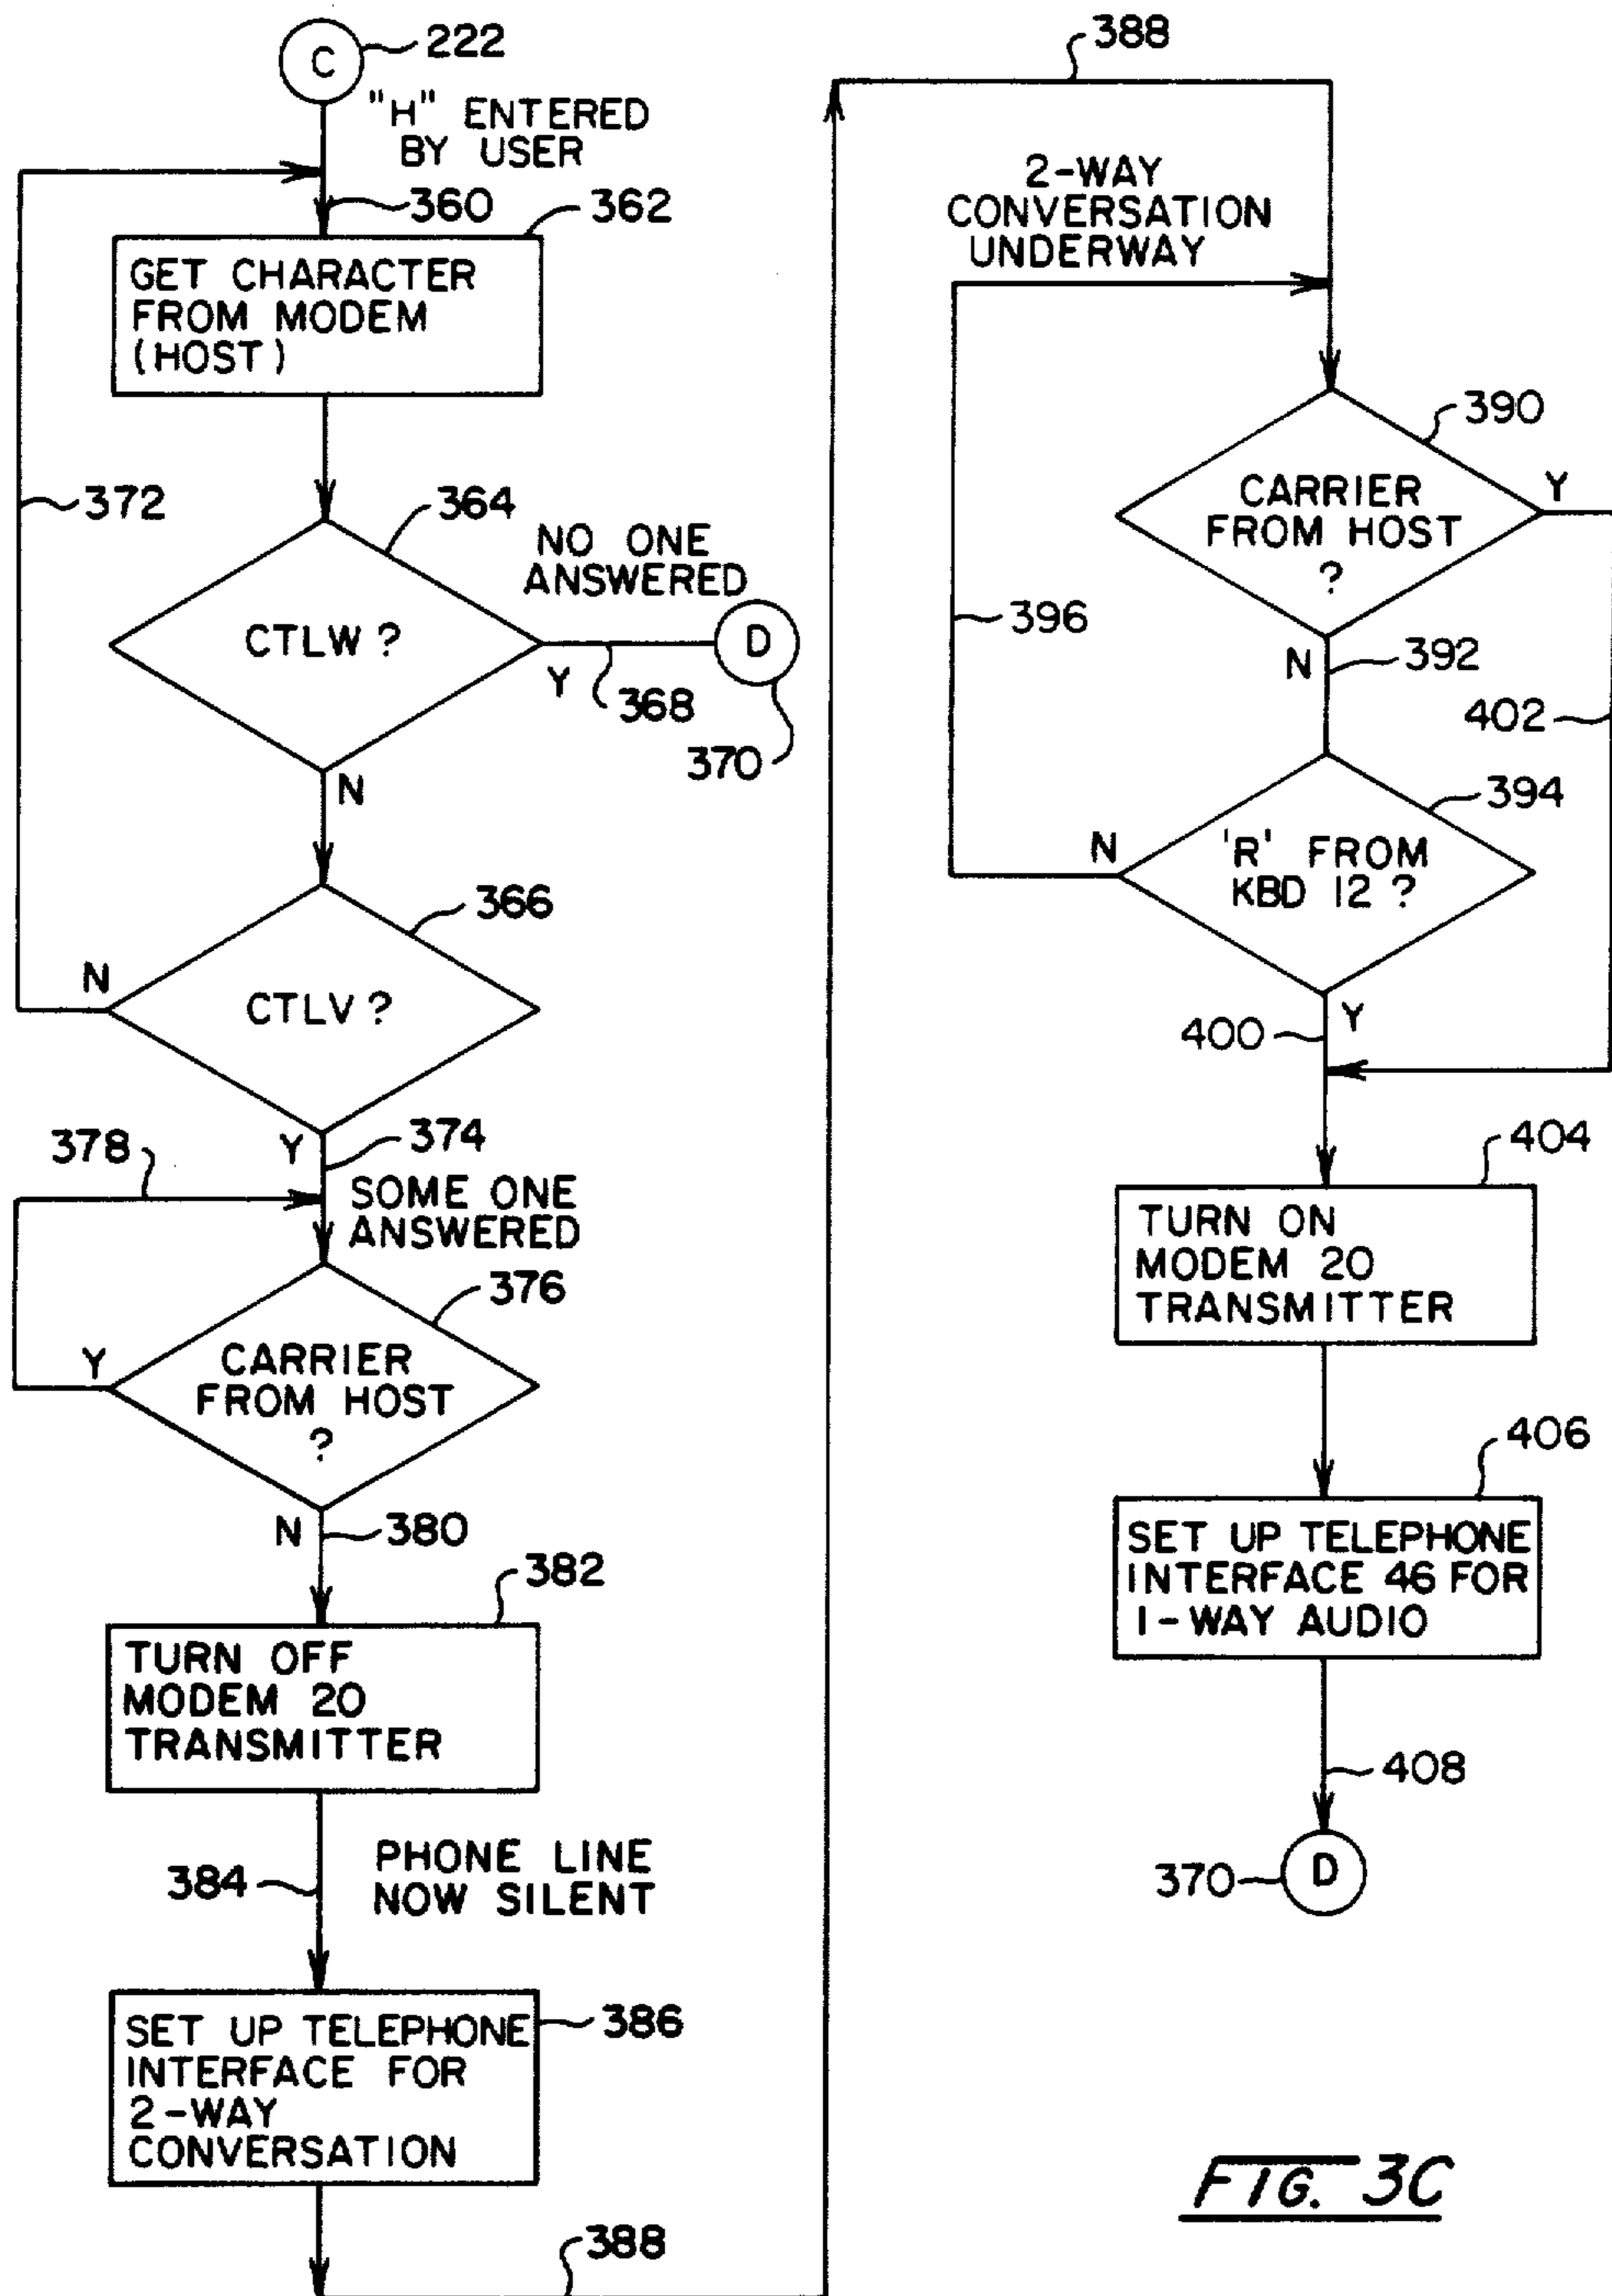 C
222
"H" ENTERED
BY USER
360
362
GET CHARACTER
FROM MODEM
(HOST)
372
364
NO ONE
ANSWERED
CTLW ?
D
Y
368
370
N
366
N
CTLV ?
Y
374
378
SOME ONE
ANSWERED
376
Y
CARRIER
FROM HOST
?
N
380
382
TURN OFF
MODEM 20
TRANSMITTER
384
PHONE LINE
NOW SILENT
386
SET UP TELEPHONE
INTERFACE FOR
2-WAY
CONVERSATION
388
388
2-WAY
CONVERSATION
UNDERWAY
390
CARRIER
FROM HOST
?
Y
396
N
392
402
394
N
'R' FROM
KBD 12 ?
Y
400
404
TURN ON
MODEM 20
TRANSMITTER
406
SET UP TELEPHONE
INTERFACE 46 FOR
1-WAY AUDIO
408
370
D
FIG. 3C